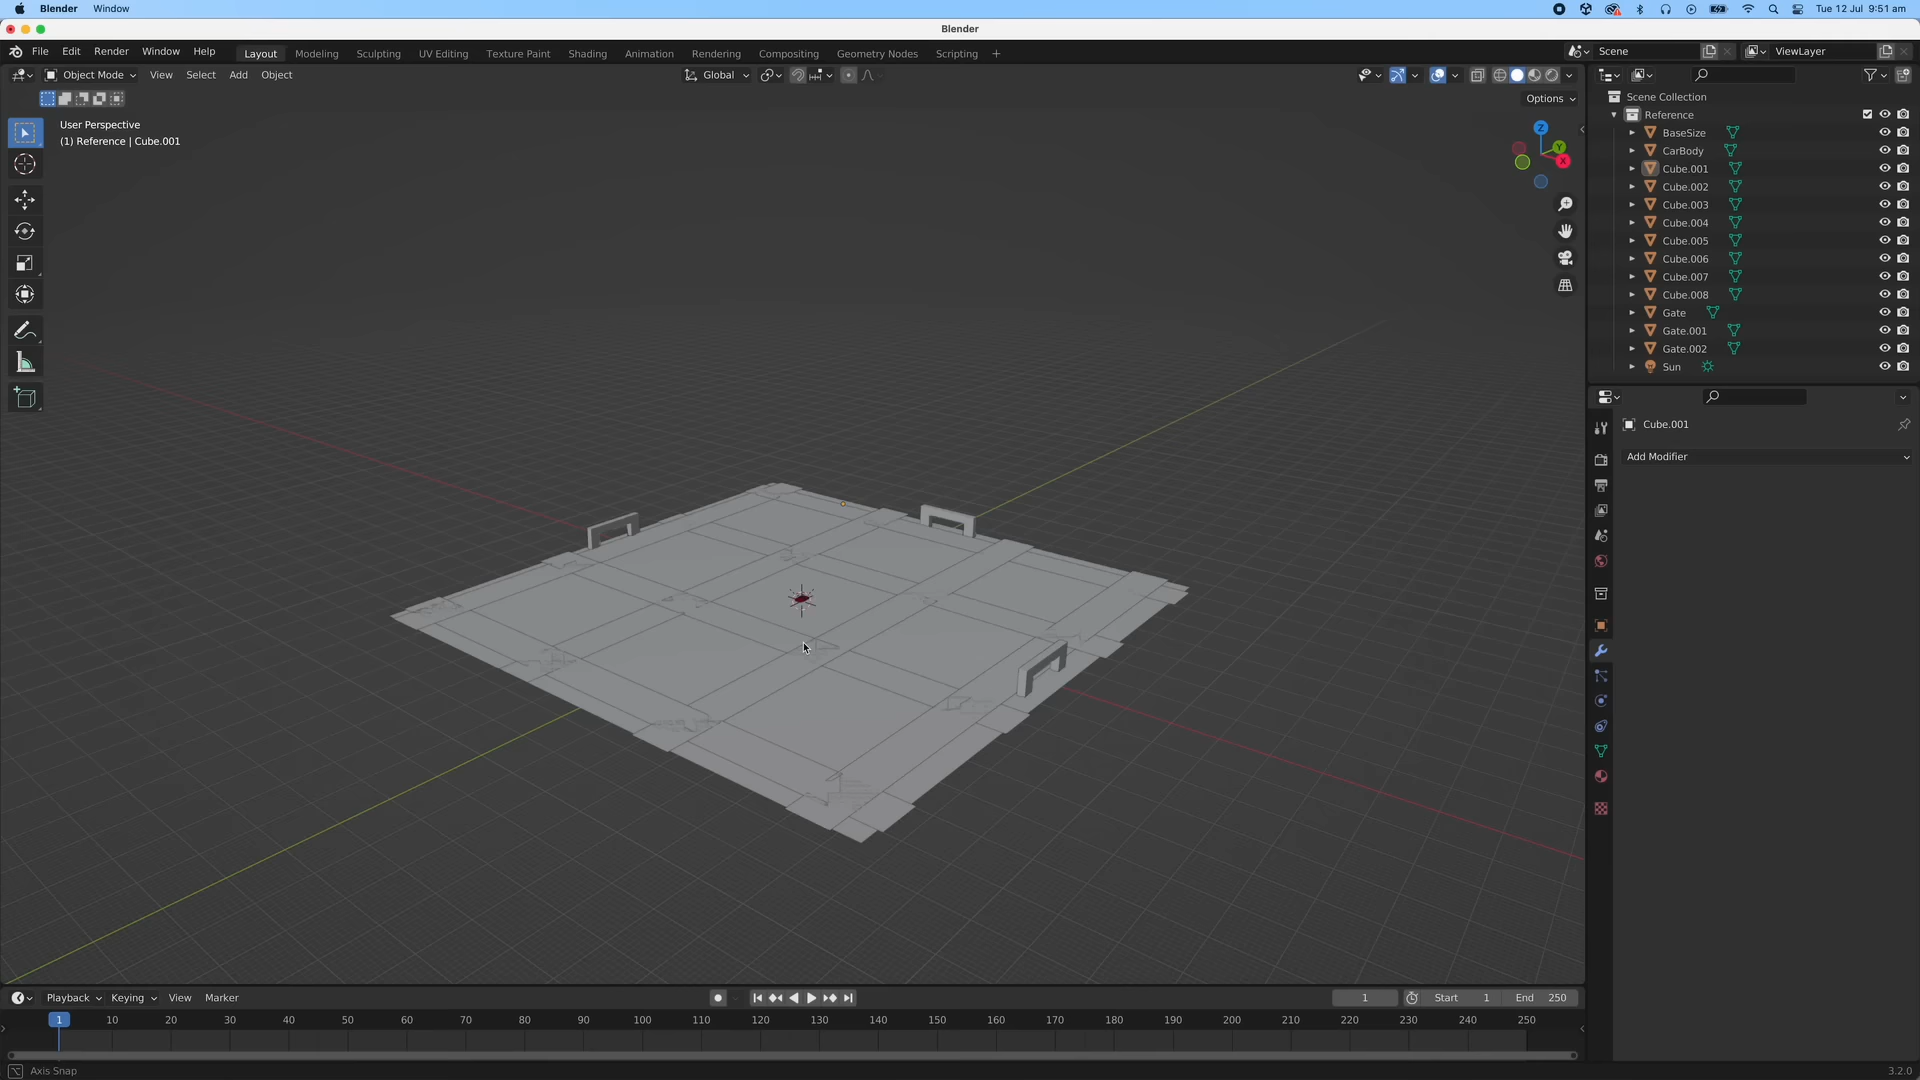 Blender Window Tue 12 Jul 9:51 am
Blender
File Edit Render Window Help Layout Modeling Sculpting UV Editing Texture Paint Shading Animation Rendering Compositing Geometry Nodes Scripting + Scene ViewLayer
Object Mode View Select Add Object Global
Options
User Perspective
(1) Reference | Cube.001
Z
Y
X
Scene Collection
Reference
BaseSize
CarBody
Cube.001
Cube.002
Cube.003
Cube.004
Cube.005
Cube.006
Cube.007
Cube.008
Gate
Gate.001
Gate.002
Sun
Cube.001
Add Modifier
Playback Keying View Marker 1 Start 1 End 250
1 10 20 30 40 50 60 70 80 90 100 110 120 130 140 150 160 170 180 190 200 210 220 230 240 250
Axis Snap 3.2.0